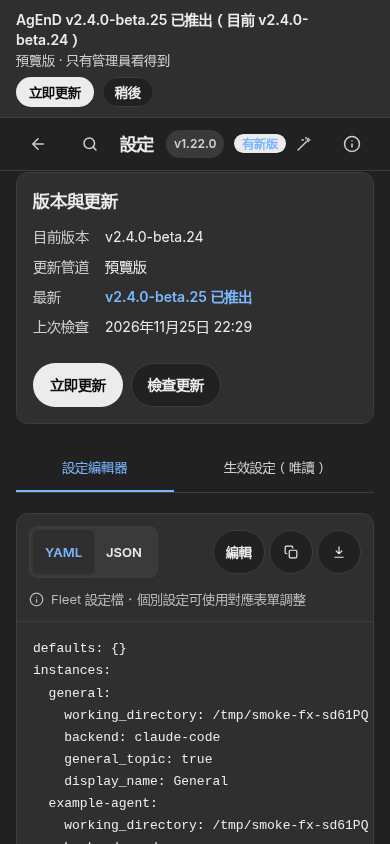 AgEnD v2.4.0-beta.25 已推出（目前 v2.4.0-
beta.24）
預覽版 · 只有管理員看得到
立即更新 稍後
設定 v1.22.0 有新版
版本與更新
目前版本 v2.4.0-beta.24
更新管道 預覽版
最新 v2.4.0-beta.25 已推出
上次檢查 2026年11月25日 22:29
立即更新 檢查更新
設定編輯器 生效設定（唯讀）
YAML JSON 編輯
Fleet 設定檔・個別設定可使用對應表單調整
defaults: {}
instances:
  general:
    working_directory: /tmp/smoke-fx-sd61PQ
    backend: claude-code
    general_topic: true
    display_name: General
  example-agent:
    working_directory: /tmp/smoke-fx-sd61PQ